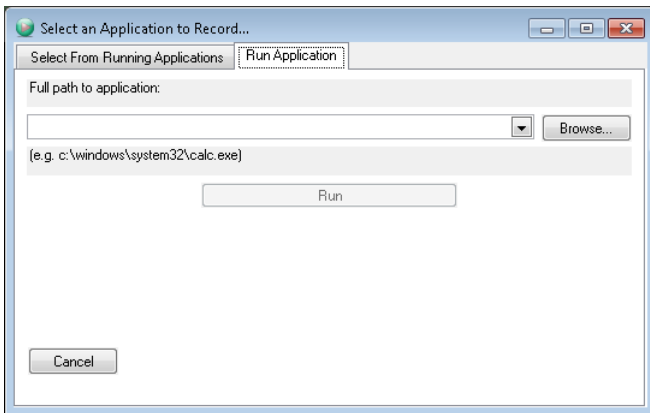 Select an Application to Record...
Select From Running Applications Run Application
Full path to application:
Browse...
(e.g. c:\windows\system32\calc.exe)
Run
Cancel